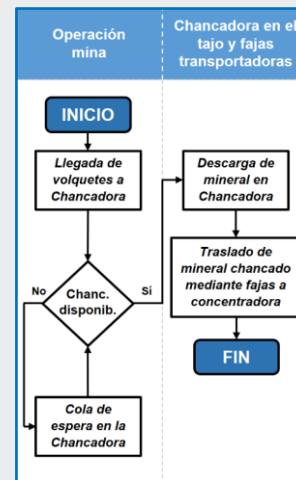 Operación
mina
Chancadora en el
tajo y fajas
transportadoras
INICIO
Llegada de
volquetes a
Chancadora
Chanc.
disponib.
No
Sí
Cola de
espera en la
Chancadora
Descarga de
mineral en
Chancadora
Traslado de
mineral chancado
mediante fajas a
concentradora
FIN